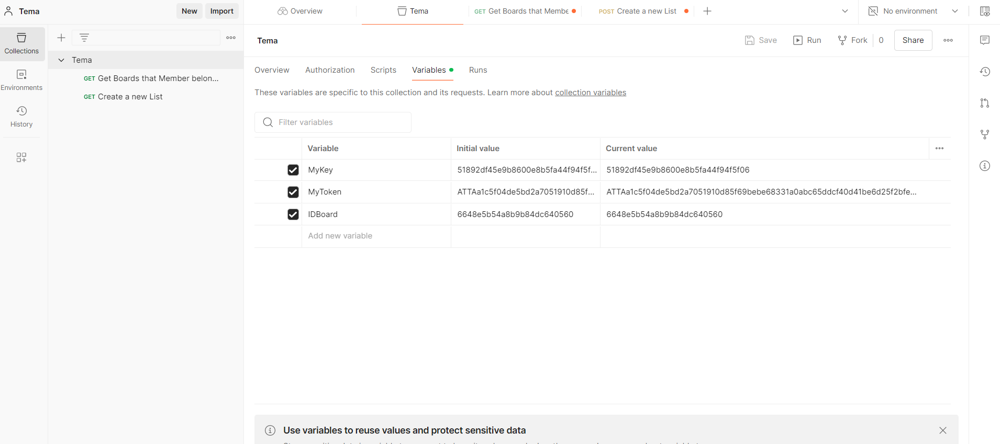 Tema
New
Import
Overview
Tema
GET Get Boards that Membe
POST Create a new List
No environment
Collections
Environments
History
Tema
GET Get Boards that Member belon...
GET Create a new List
Tema
Save
Run
Fork
0
Share
Overview
Authorization
Scripts
Variables
Runs
These variables are specific to this collection and its requests. Learn more about collection variables
Filter variables
Variable Initial value Current value
MyKey 51892df45e9b8600e8b5fa44f94f5f... 51892df45e9b8600e8b5fa44f94f5f06
MyToken ATTAa1c5f04de5bd2a7051910d85f... ATTAa1c5f04de5bd2a7051910d85f69bebe68331a0abc65ddcf40d41be6d25f2bfe...
IDBoard 6648e5b54a8b9b84dc640560 6648e5b54a8b9b84dc640560
Add new variable
Use variables to reuse values and protect sensitive data